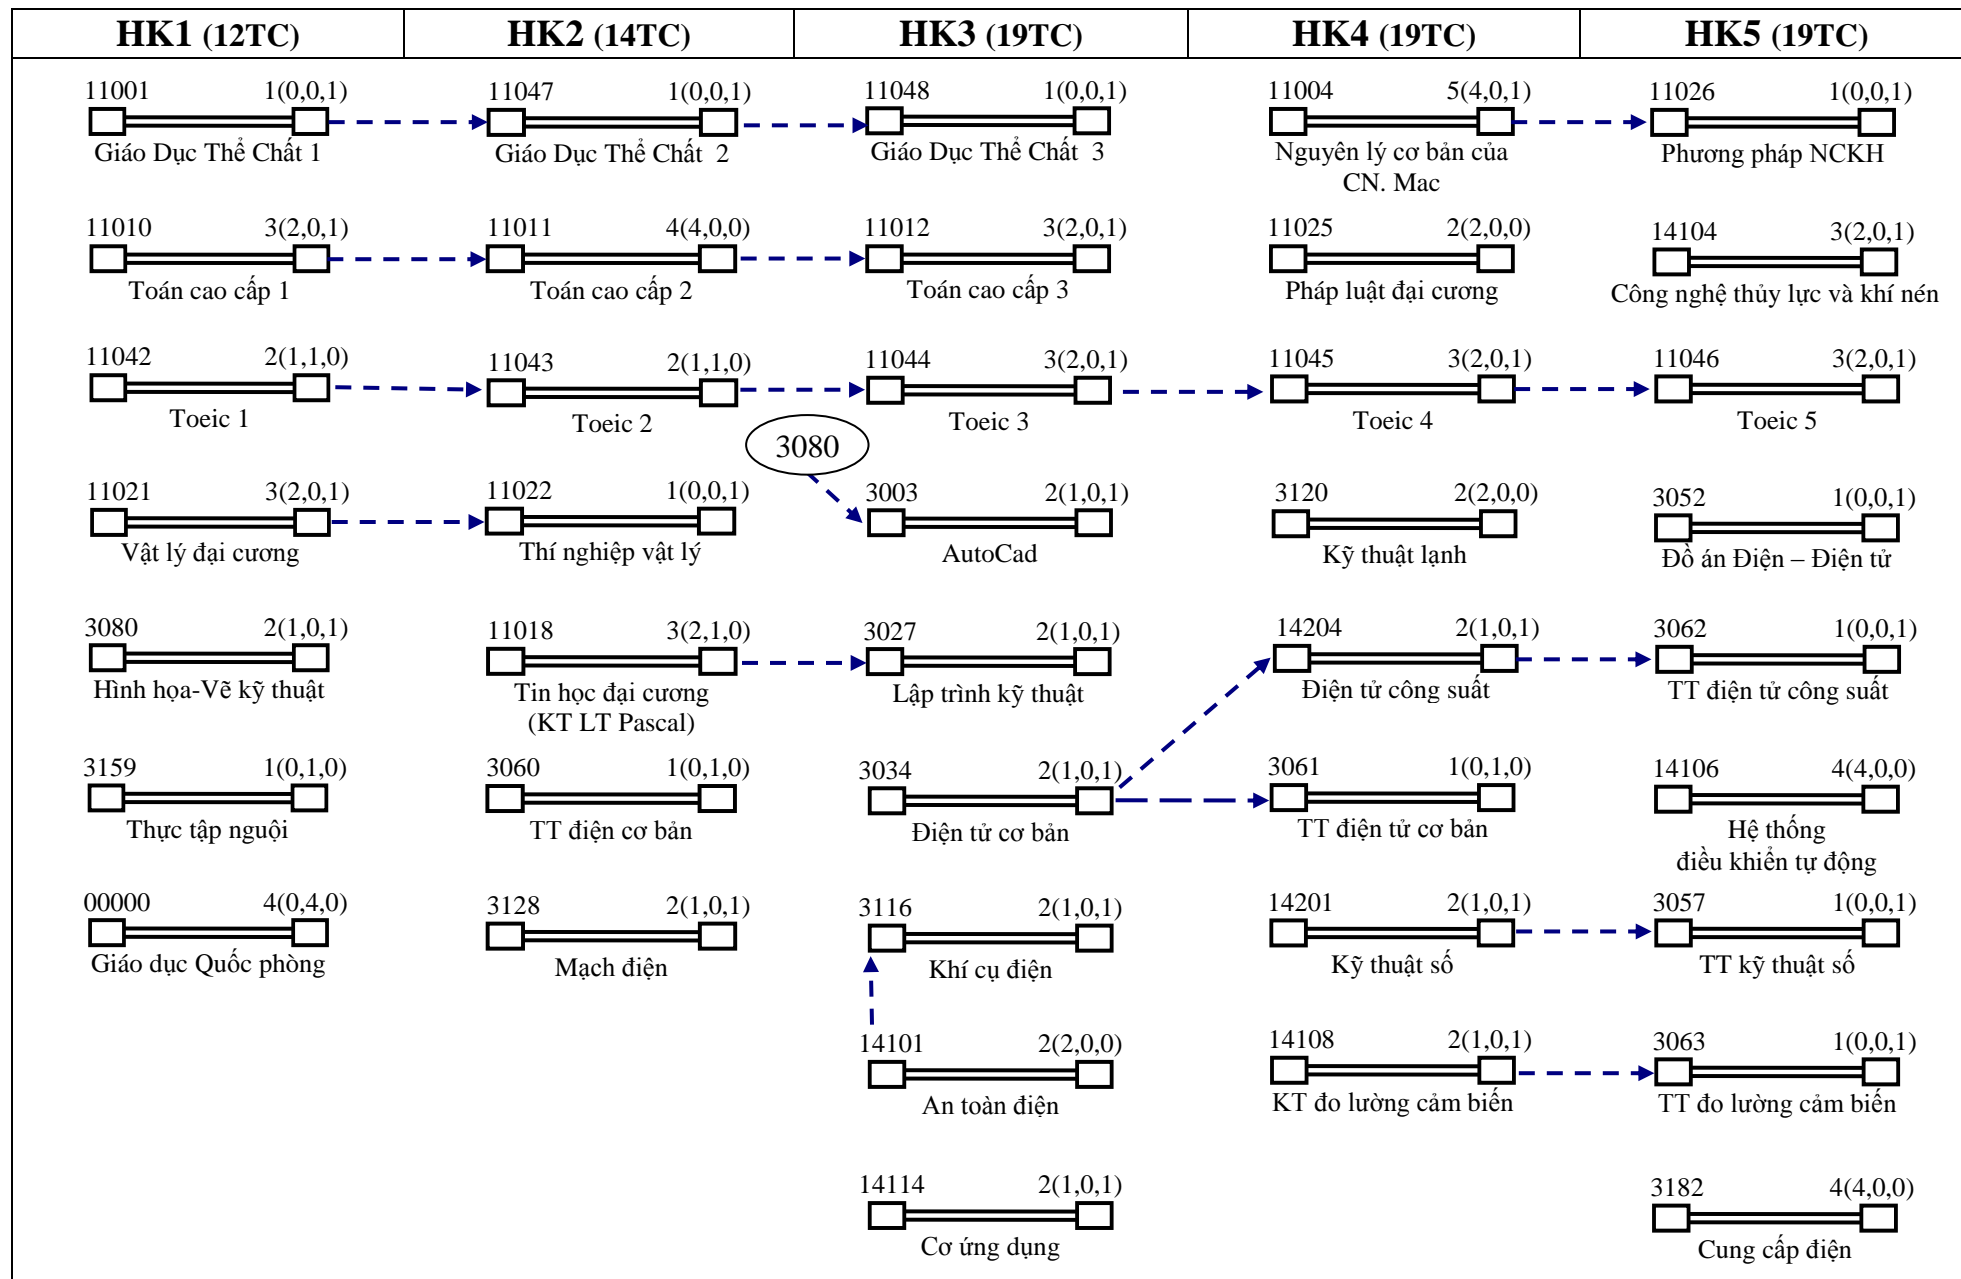 HK1 (12TC) HK2 (14TC) HK3 (19TC) HK4 (19TC) HK5 (19TC)
11001 1(0,0,1) 11047 1(0,0,1) 11048 1(0,0,1) 11004 5(4,0,1) 11026 1(0,0,1)
Giáo Dục Thể Chất 1 Giáo Dục Thể Chất 2 Giáo Dục Thể Chất 3 Nguyên lý cơ bản của Phương pháp NCKH
CN. Mac
11010 3(2,0,1) 11011 4(4,0,0) 11012 3(2,0,1) 11025 2(2,0,0) 14104 3(2,0,1)
Toán cao cấp 1 Toán cao cấp 2 Toán cao cấp 3 Pháp luật đại cương Công nghệ thủy lực và khí nén
11042 2(1,1,0) 11043 2(1,1,0) 11044 3(2,0,1) 11045 3(2,0,1) 11046 3(2,0,1)
Toeic 1 Toeic 2 Toeic 3 Toeic 4 Toeic 5
3080
11021 3(2,0,1) 11022 1(0,0,1) 3003 2(1,0,1) 3120 2(2,0,0) 3052 1(0,0,1)
Vật lý đại cương Thí nghiệp vật lý AutoCad Kỹ thuật lạnh Đồ án Điện – Điện tử
3080 2(1,0,1) 11018 3(2,1,0) 3027 2(1,0,1) 14204 2(1,0,1) 3062 1(0,0,1)
Hình họa-Vẽ kỹ thuật Tin học đại cương Lập trình kỹ thuật Điện tử công suất TT điện tử công suất
(KT LT Pascal)
3159 1(0,1,0) 3060 1(0,1,0) 3034 2(1,0,1) 3061 1(0,1,0) 14106 4(4,0,0)
Thực tập nguội TT điện cơ bản Điện tử cơ bản TT điện tử cơ bản Hệ thống
điều khiển tự động
00000 4(0,4,0) 3128 2(1,0,1) 3116 2(1,0,1) 14201 2(1,0,1) 3057 1(0,0,1)
Giáo dục Quốc phòng Mạch điện Khí cụ điện Kỹ thuật số TT kỹ thuật số
14101 2(2,0,0) 14108 2(1,0,1) 3063 1(0,0,1)
An toàn điện KT đo lường cảm biến TT đo lường cảm biến
14114 2(1,0,1) 3182 4(4,0,0)
Cơ ứng dụng Cung cấp điện